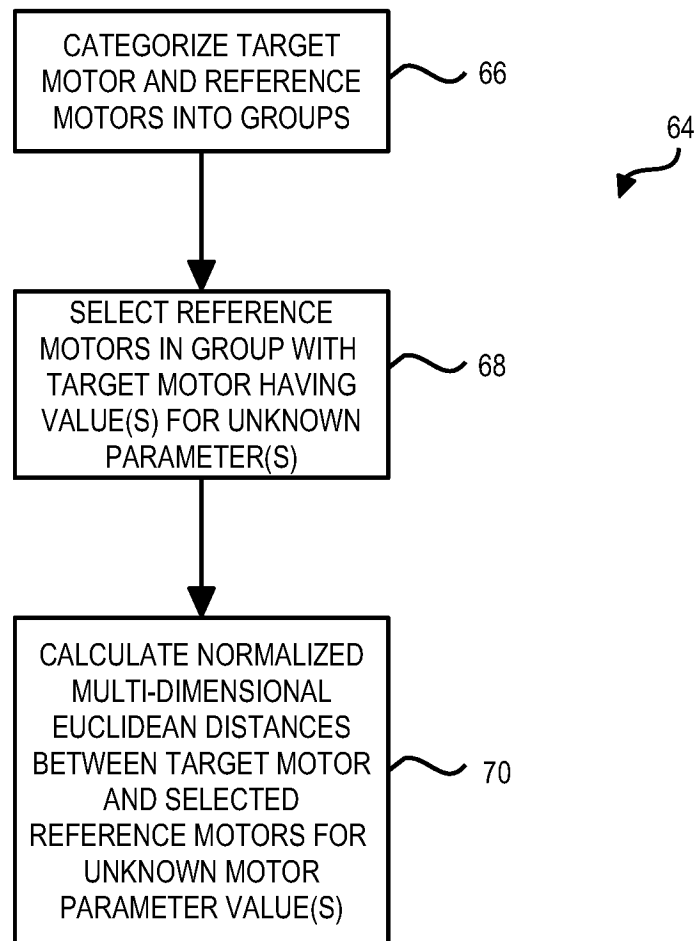 CATEGORIZE TARGET
MOTOR AND REFERENCE
MOTORS INTO GROUPS
66
64
SELECT REFERENCE
MOTORS IN GROUP WITH
TARGET MOTOR HAVING
VALUE(S) FOR UNKNOWN
PARAMETER(S)
68
CALCULATE NORMALIZED
MULTI-DIMENSIONAL
EUCLIDEAN DISTANCES
BETWEEN TARGET MOTOR
AND SELECTED
REFERENCE MOTORS FOR
UNKNOWN MOTOR
PARAMETER VALUE(S)
70